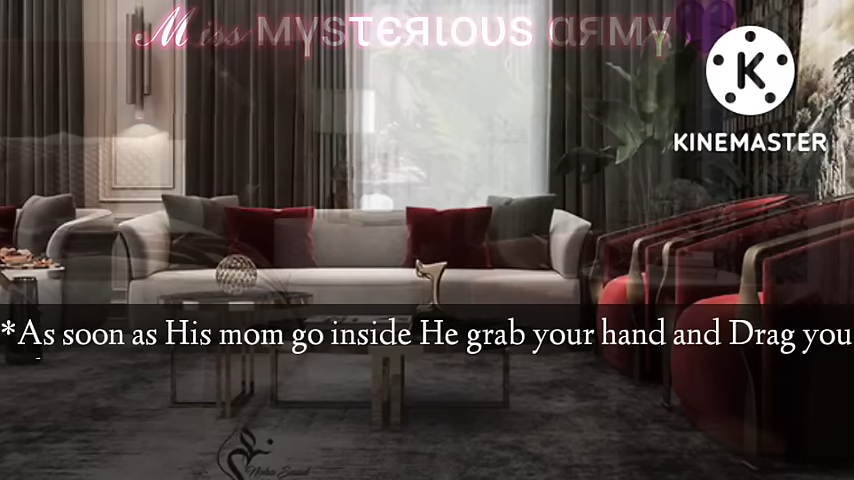 Miss MYSTERIOUS ARMY
K
KINEMASTER
*As soon as His mom go inside He grab your hand and Drag you